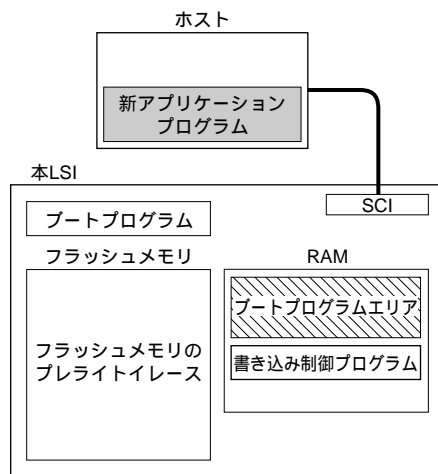 ホスト
新アプリケーション
プログラム
本LSI
SCI
ブートプログラム
フラッシュメモリ
RAM
ブートプログラムエリア
フラッシュメモリの
プレライトイレース
書き込み制御プログラム